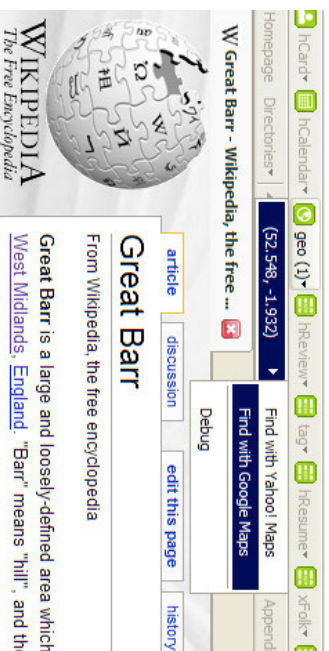 hCard hCalendar geo (1) hReview tag hResume xFolk
Homepage Directories Append
(52.548, -1.932)
Find with Yahoo! Maps
Find with Google Maps
Debug
W Great Barr - Wikipedia, the free ...
article discussion edit this page history
WIKIPEDIA
The Free Encyclopedia
Great Barr
From Wikipedia, the free encyclopedia
Great Barr is a large and loosely-defined area which
West Midlands, England. "Barr" means "hill", and the